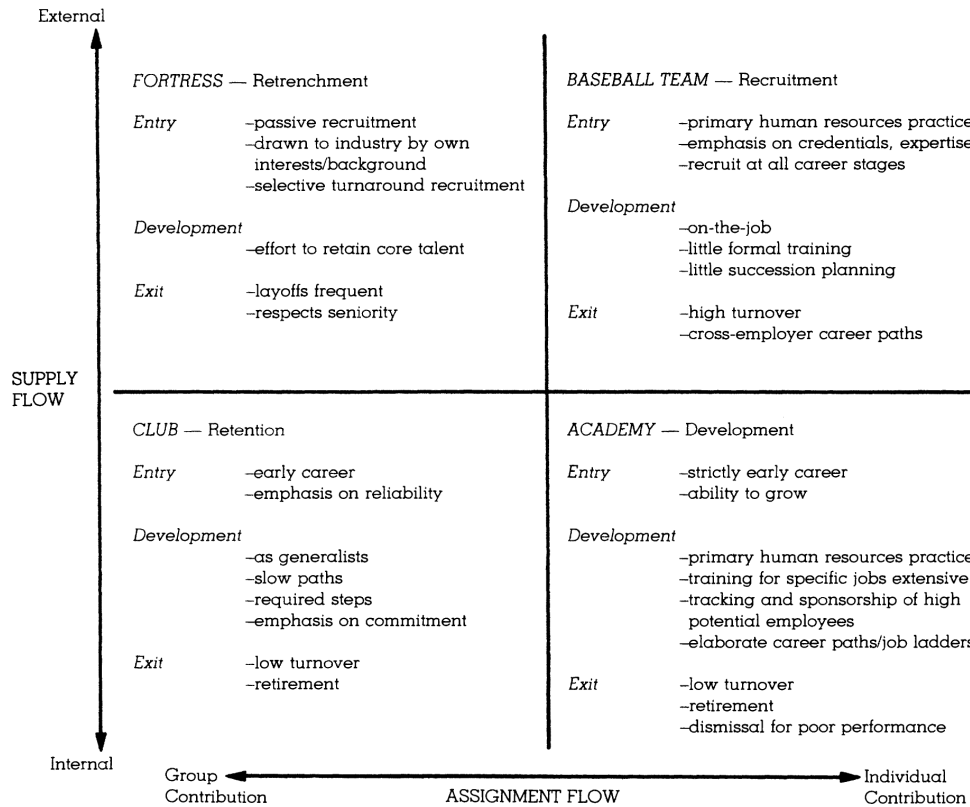 External
FORTRESS — Retrenchment
Entry –passive recruitment
–drawn to industry by own
interests/background
–selective turnaround recruitment
Development
–effort to retain core talent
Exit –layoffs frequent
–respects seniority
BASEBALL TEAM — Recruitment
Entry –primary human resources practice
–emphasis on credentials, expertise
–recruit at all career stages
Development
–on-the-job
–little formal training
–little succession planning
Exit –high turnover
–cross-employer career paths
SUPPLY
FLOW
CLUB — Retention
Entry –early career
–emphasis on reliability
Development
–as generalists
–slow paths
–required steps
–emphasis on commitment
Exit –low turnover
–retirement
ACADEMY — Development
Entry –strictly early career
–ability to grow
Development
–primary human resources practice
–training for specific jobs extensive
–tracking and sponsorship of high
potential employees
–elaborate career paths/job ladders
Exit –low turnover
–retirement
–dismissal for poor performance
Internal
Group
Contribution
ASSIGNMENT FLOW
Individual
Contribution